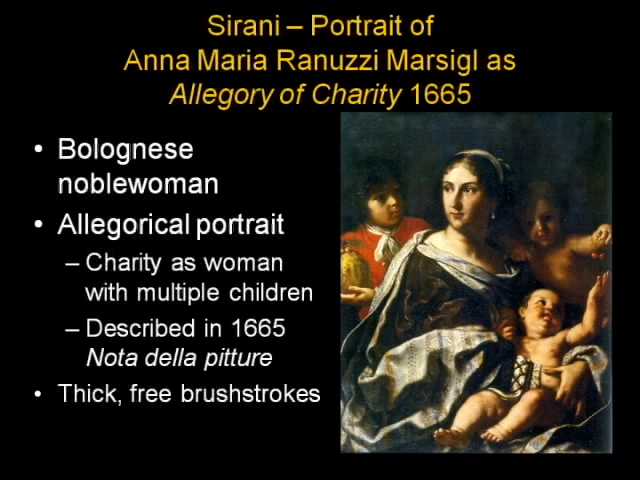 Sirani – Portrait of
Anna Maria Ranuzzi Marsigl as
Allegory of Charity 1665
• Bolognese
noblewoman
• Allegorical portrait
– Charity as woman
with multiple children
– Described in 1665
Nota della pitture
• Thick, free brushstrokes